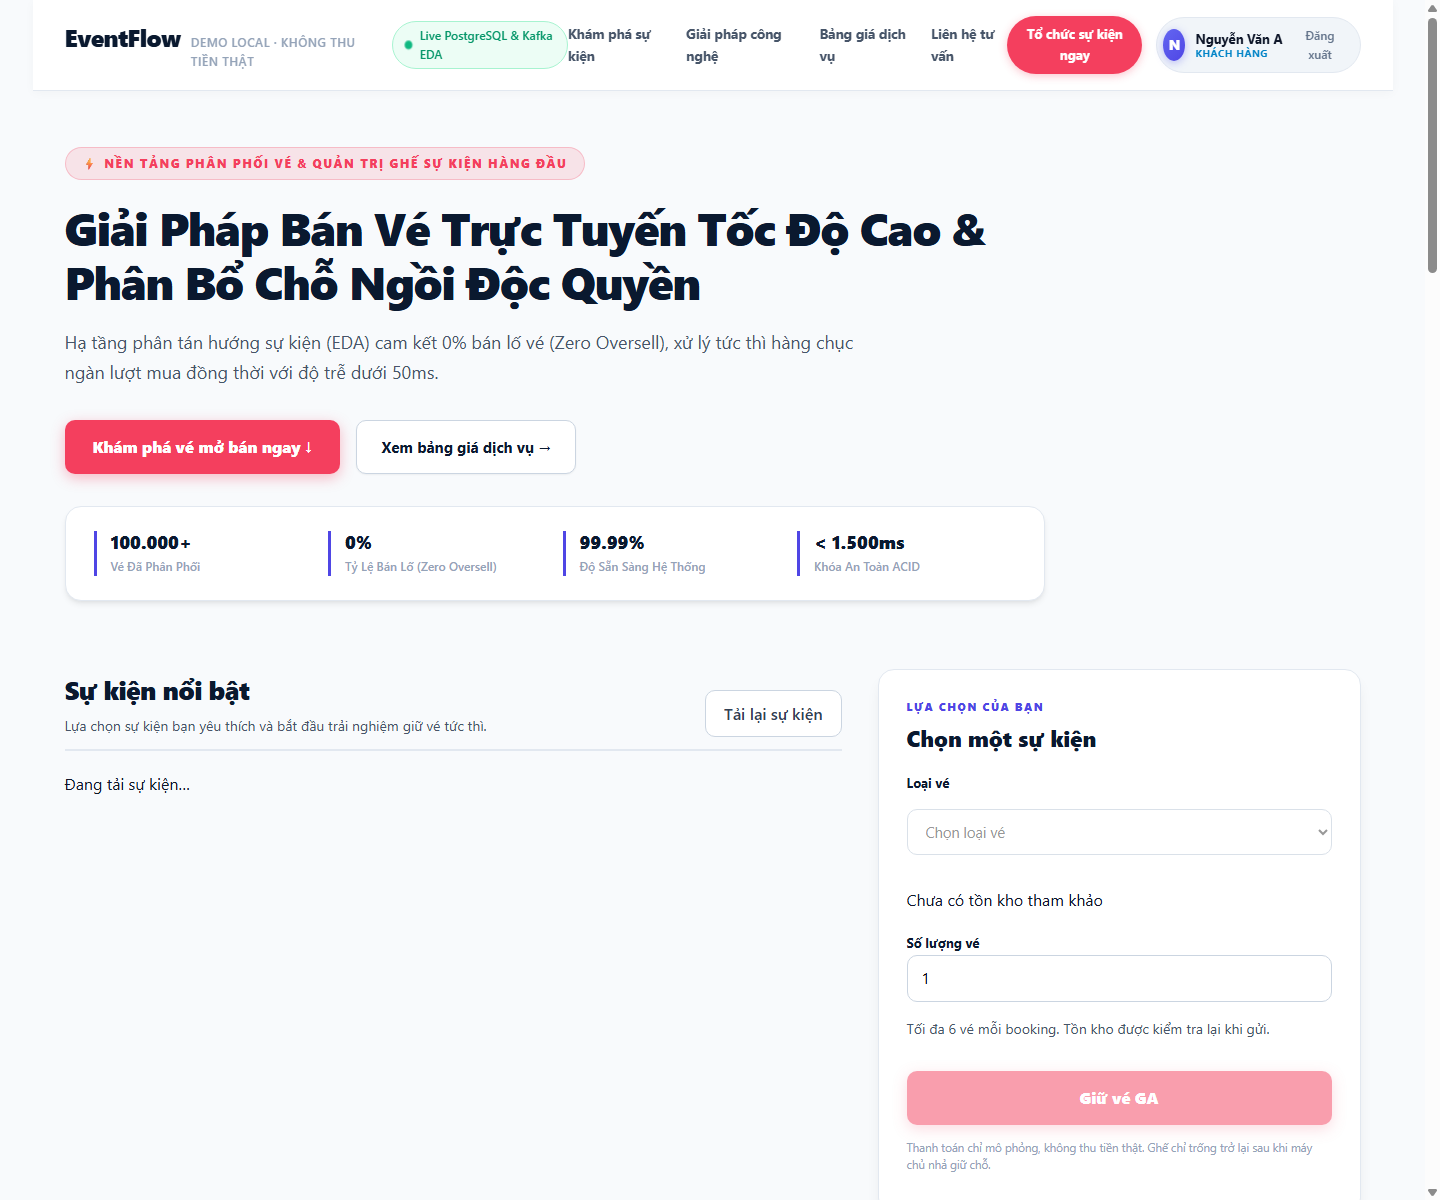 EventFlow
DEMO LOCAL · KHÔNG THU
TIỀN THẬT
Live PostgreSQL & Kafka
EDA
Khám phá sự
kiện
Giải pháp công
nghệ
Bảng giá dịch
vụ
Liên hệ tư
vấn
Tổ chức sự kiện
ngay
N
Nguyễn Văn A
KHÁCH HÀNG
Đăng
xuất
NỀN TẢNG PHÂN PHỐI VÉ & QUẢN TRỊ GHẾ SỰ KIỆN HÀNG ĐẦU
Giải Pháp Bán Vé Trực Tuyến Tốc Độ Cao &
Phân Bổ Chỗ Ngồi Độc Quyền
Hạ tầng phân tán hướng sự kiện (EDA) cam kết 0% bán lố vé (Zero Oversell), xử lý tức thì hàng chục
ngàn lượt mua đồng thời với độ trễ dưới 50ms.
Khám phá vé mở bán ngay ↓
Xem bảng giá dịch vụ →
100.000+
Vé Đã Phân Phối
0%
Tỷ Lệ Bán Lố (Zero Oversell)
99.99%
Độ Sẵn Sàng Hệ Thống
< 1.500ms
Khóa An Toàn ACID
Sự kiện nổi bật
Lựa chọn sự kiện bạn yêu thích và bắt đầu trải nghiệm giữ vé tức thì.
Tải lại sự kiện
Đang tải sự kiện...
LỰA CHỌN CỦA BẠN
Chọn một sự kiện
Loại vé
Chọn loại vé
Chưa có tồn kho tham khảo
Số lượng vé
1
Tối đa 6 vé mỗi booking. Tồn kho được kiểm tra lại khi gửi.
Giữ vé GA
Thanh toán chỉ mô phỏng, không thu tiền thật. Ghế chỉ trống trở lại sau khi máy
chủ nhả giữ chỗ.